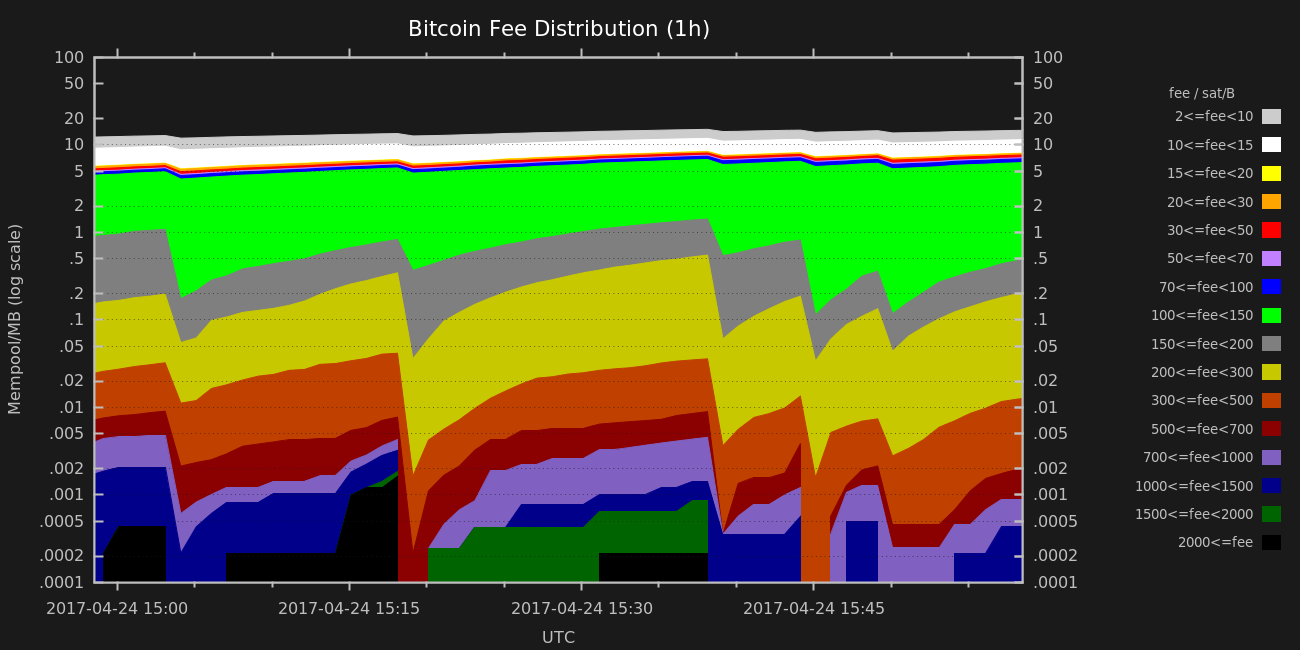 Bitcoin Fee Distribution (1h)
100 100
50 50
20 20
10 10
5 5
2 2
1 1
.5 .5
.2 .2
.1 .1
.05 .05
.02 .02
.01 .01
.005 .005
.002 .002
.001 .001
.0005 .0005
.0002 .0002
.0001 .0001
Mempool/MB (log scale)
2017-04-24 15:00 2017-04-24 15:15 2017-04-24 15:30 2017-04-24 15:45
UTC
fee / sat/B
2<=fee<10
10<=fee<15
15<=fee<20
20<=fee<30
30<=fee<50
50<=fee<70
70<=fee<100
100<=fee<150
150<=fee<200
200<=fee<300
300<=fee<500
500<=fee<700
700<=fee<1000
1000<=fee<1500
1500<=fee<2000
2000<=fee